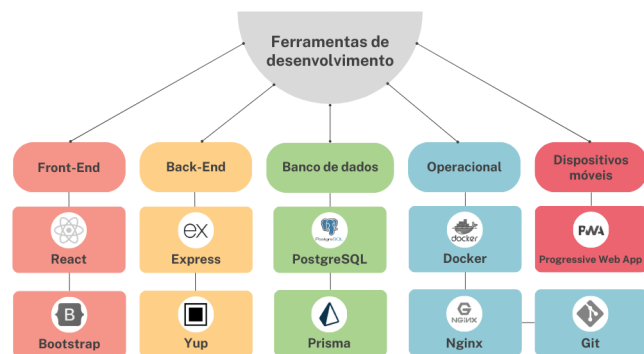 Ferramentas de
desenvolvimento
Front-End
Back-End
Banco de dados
Operacional
Dispositivos
móveis
React
ex
Express
PostgreSQL
PostgreSQL
docker
Docker
PWA
Progressive Web App
B
Bootstrap
Yup
Prisma
G
NGINX
Nginx
Git